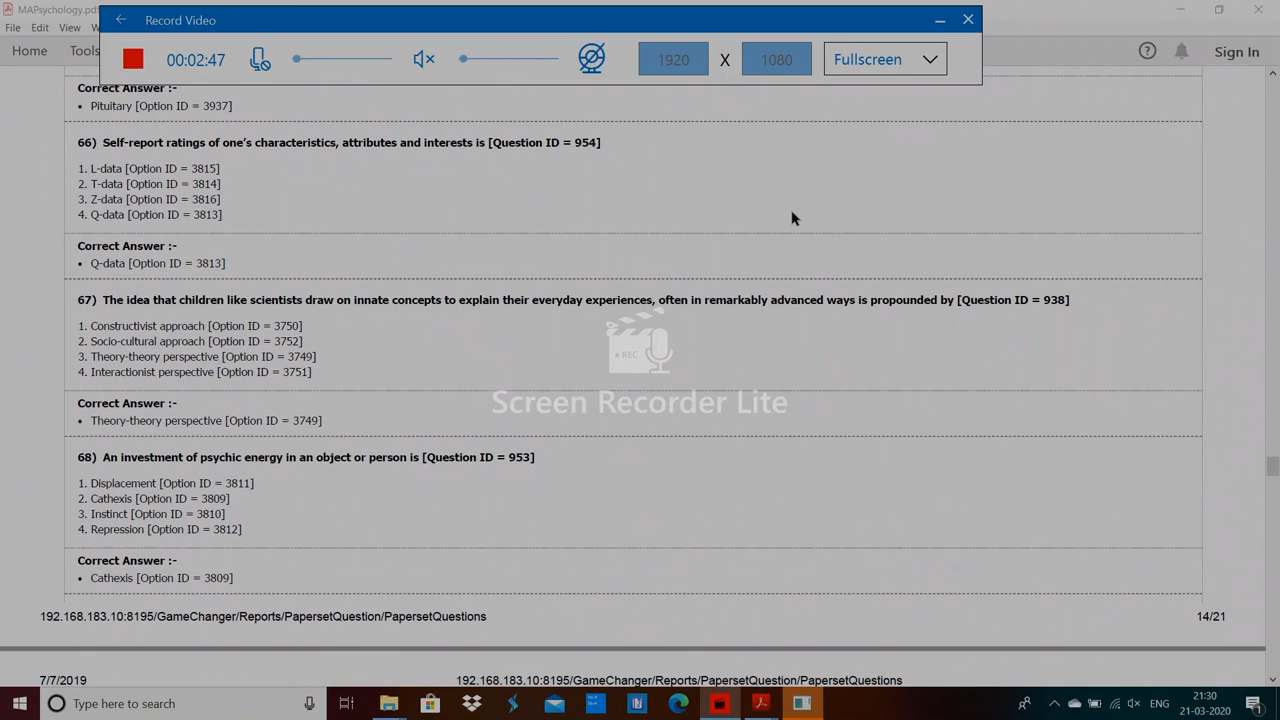 MAPsychology.pdf
Record Video
File Edit View
Home Tools
00:02:47
1920 X 1080 Fullscreen
Sign In
Correct Answer :-
• Pituitary [Option ID = 3937]
66) Self-report ratings of one’s characteristics, attributes and interests is [Question ID = 954]
1. L-data [Option ID = 3815]
2. T-data [Option ID = 3814]
3. Z-data [Option ID = 3816]
4. Q-data [Option ID = 3813]
Correct Answer :-
• Q-data [Option ID = 3813]
67) The idea that children like scientists draw on innate concepts to explain their everyday experiences, often in remarkably advanced ways is propounded by [Question ID = 938]
1. Constructivist approach [Option ID = 3750]
2. Socio-cultural approach [Option ID = 3752]
3. Theory-theory perspective [Option ID = 3749]
4. Interactionist perspective [Option ID = 3751]
REC
Screen Recorder Lite
Correct Answer :-
• Theory-theory perspective [Option ID = 3749]
68) An investment of psychic energy in an object or person is [Question ID = 953]
1. Displacement [Option ID = 3811]
2. Cathexis [Option ID = 3809]
3. Instinct [Option ID = 3810]
4. Repression [Option ID = 3812]
Correct Answer :-
• Cathexis [Option ID = 3809]
192.168.183.10:8195/GameChanger/Reports/PapersetQuestion/PapersetQuestions 14/21
7/7/2019 192.168.183.10:8195/GameChanger/Reports/PapersetQuestion/PapersetQuestions
Type here to search
ENG
21:30
21-03-2020